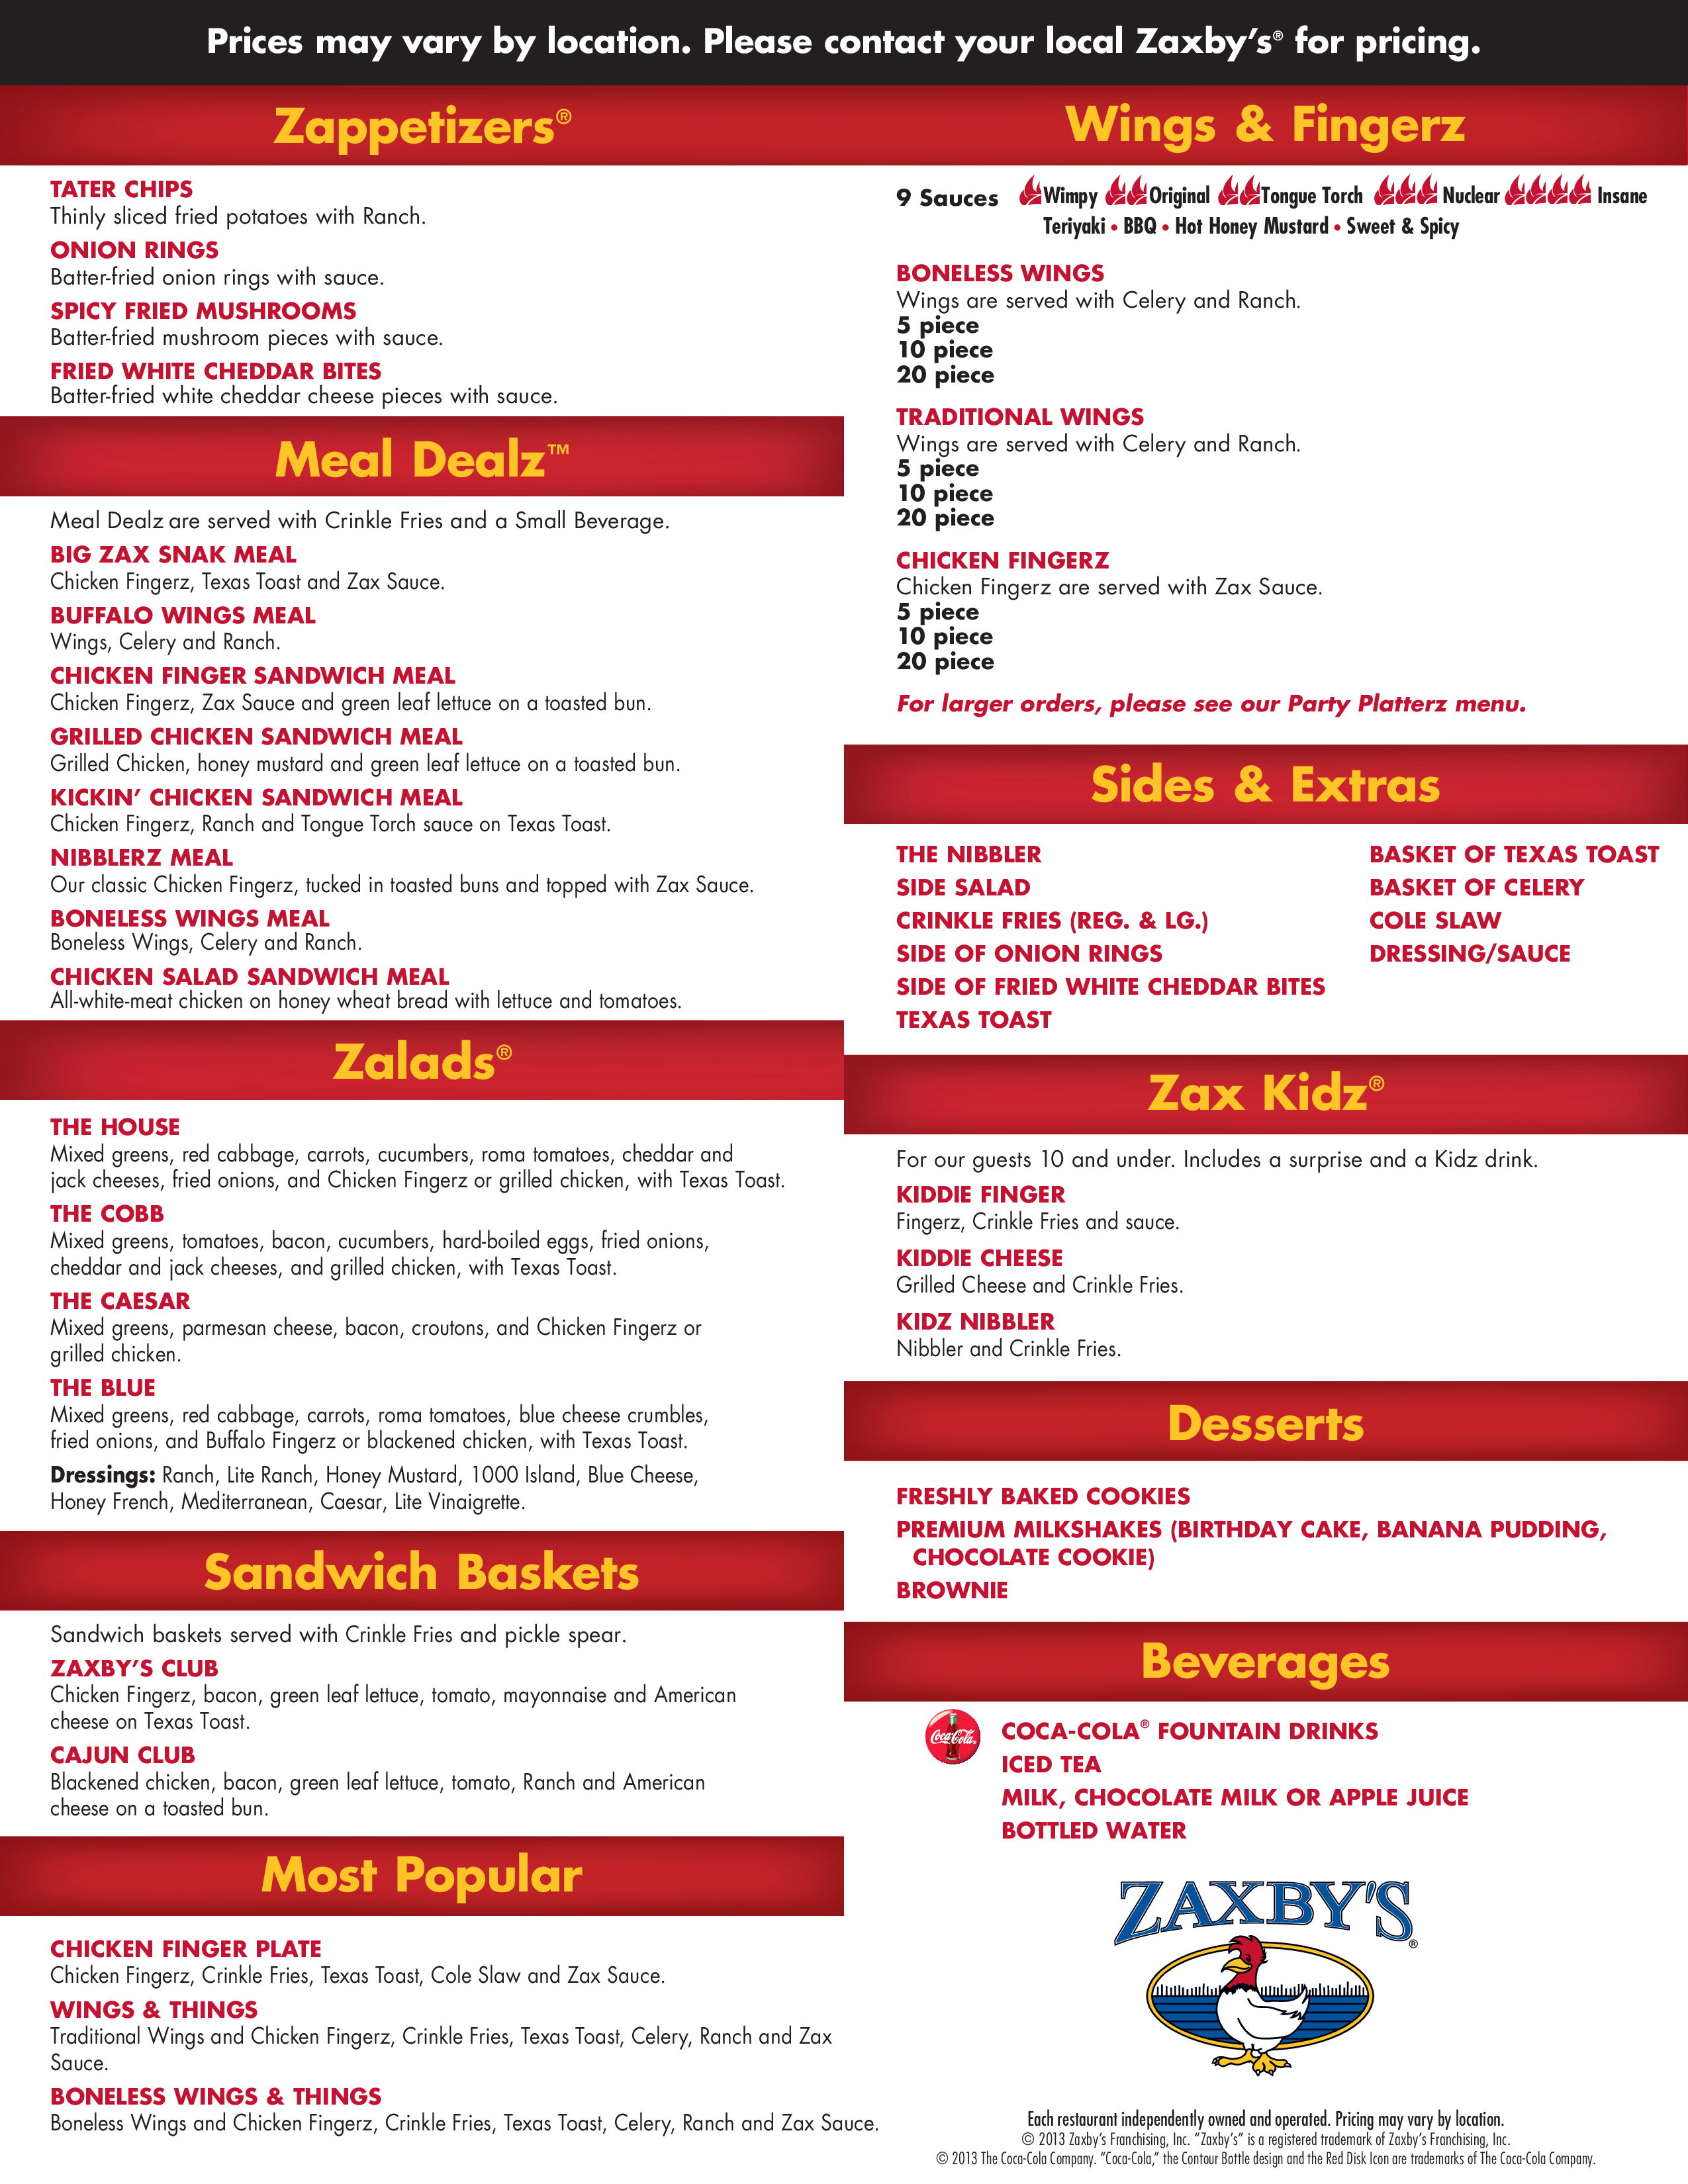 Prices may vary by location. Please contact your local Zaxby's® for pricing.
Zappetizers®
TATER CHIPS
Thinly sliced fried potatoes with Ranch.
ONION RINGS
Batter-fried onion rings with sauce.
SPICY FRIED MUSHROOMS
Batter-fried mushroom pieces with sauce.
FRIED WHITE CHEDDAR BITES
Batter-fried white cheddar cheese pieces with sauce.
Meal Dealz™
Meal Dealz are served with Crinkle Fries and a Small Beverage.
BIG ZAX SNAK MEAL
Chicken Fingerz, Texas Toast and Zax Sauce.
BUFFALO WINGS MEAL
Wings, Celery and Ranch.
CHICKEN FINGER SANDWICH MEAL
Chicken Fingerz, Zax Sauce and green leaf lettuce on a toasted bun.
GRILLED CHICKEN SANDWICH MEAL
Grilled Chicken, honey mustard and green leaf lettuce on a toasted bun.
KICKIN' CHICKEN SANDWICH MEAL
Chicken Fingerz, Ranch and Tongue Torch sauce on Texas Toast.
NIBBLERZ MEAL
Our classic Chicken Fingerz, tucked in toasted buns and topped with Zax Sauce.
BONELESS WINGS MEAL
Boneless Wings, Celery and Ranch.
CHICKEN SALAD SANDWICH MEAL
All-white-meat chicken on honey wheat bread with lettuce and tomatoes.
Zalads®
THE HOUSE
Mixed greens, red cabbage, carrots, cucumbers, roma tomatoes, cheddar and
jack cheeses, fried onions, and Chicken Fingerz or grilled chicken, with Texas Toast.
THE COBB
Mixed greens, tomatoes, bacon, cucumbers, hard-boiled eggs, fried onions,
cheddar and jack cheeses, and grilled chicken, with Texas Toast.
THE CAESAR
Mixed greens, parmesan cheese, bacon, croutons, and Chicken Fingerz or
grilled chicken.
THE BLUE
Mixed greens, red cabbage, carrots, roma tomatoes, blue cheese crumbles,
fried onions, and Buffalo Fingerz or blackened chicken, with Texas Toast.
Dressings: Ranch, Lite Ranch, Honey Mustard, 1000 Island, Blue Cheese,
Honey French, Mediterranean, Caesar, Lite Vinaigrette.
Sandwich Baskets
Sandwich baskets served with Crinkle Fries and pickle spear.
ZAXBY'S CLUB
Chicken Fingerz, bacon, green leaf lettuce, tomato, mayonnaise and American
cheese on Texas Toast.
CAJUN CLUB
Blackened chicken, bacon, green leaf lettuce, tomato, Ranch and American
cheese on a toasted bun.
Most Popular
CHICKEN FINGER PLATE
Chicken Fingerz, Crinkle Fries, Texas Toast, Cole Slaw and Zax Sauce.
WINGS & THINGS
Traditional Wings and Chicken Fingerz, Crinkle Fries, Texas Toast, Celery, Ranch and Zax
Sauce.
BONELESS WINGS & THINGS
Boneless Wings and Chicken Fingerz, Crinkle Fries, Texas Toast, Celery, Ranch and Zax Sauce.
Wings & Fingerz
9 Sauces Wimpy Original Tongue Torch Nuclear Insane
Teriyaki • BBQ • Hot Honey Mustard • Sweet & Spicy
BONELESS WINGS
Wings are served with Celery and Ranch.
5 piece
10 piece
20 piece
TRADITIONAL WINGS
Wings are served with Celery and Ranch.
5 piece
10 piece
20 piece
CHICKEN FINGERZ
Chicken Fingerz are served with Zax Sauce.
5 piece
10 piece
20 piece
For larger orders, please see our Party Platterz menu.
Sides & Extras
THE NIBBLER
SIDE SALAD
CRINKLE FRIES (REG. & LG.)
SIDE OF ONION RINGS
SIDE OF FRIED WHITE CHEDDAR BITES
TEXAS TOAST
BASKET OF TEXAS TOAST
BASKET OF CELERY
COLE SLAW
DRESSING/SAUCE
Zax Kidz®
For our guests 10 and under. Includes a surprise and a Kidz drink.
KIDDIE FINGER
Fingerz, Crinkle Fries and sauce.
KIDDIE CHEESE
Grilled Cheese and Crinkle Fries.
KIDZ NIBBLER
Nibbler and Crinkle Fries.
Desserts
FRESHLY BAKED COOKIES
PREMIUM MILKSHAKES (BIRTHDAY CAKE, BANANA PUDDING,
CHOCOLATE COOKIE)
BROWNIE
Beverages
Coca-Cola
COCA-COLA® FOUNTAIN DRINKS
ICED TEA
MILK, CHOCOLATE MILK OR APPLE JUICE
BOTTLED WATER
ZAXBY'S®
Each restaurant independently owned and operated. Pricing may vary by location.
© 2013 Zaxby's Franchising, Inc. "Zaxby's" is a registered trademark of Zaxby's Franchising, Inc.
© 2013 The Coca-Cola Company. "Coca-Cola," the Contour Bottle design and the Red Disk Icon are trademarks of The Coca-Cola Company.